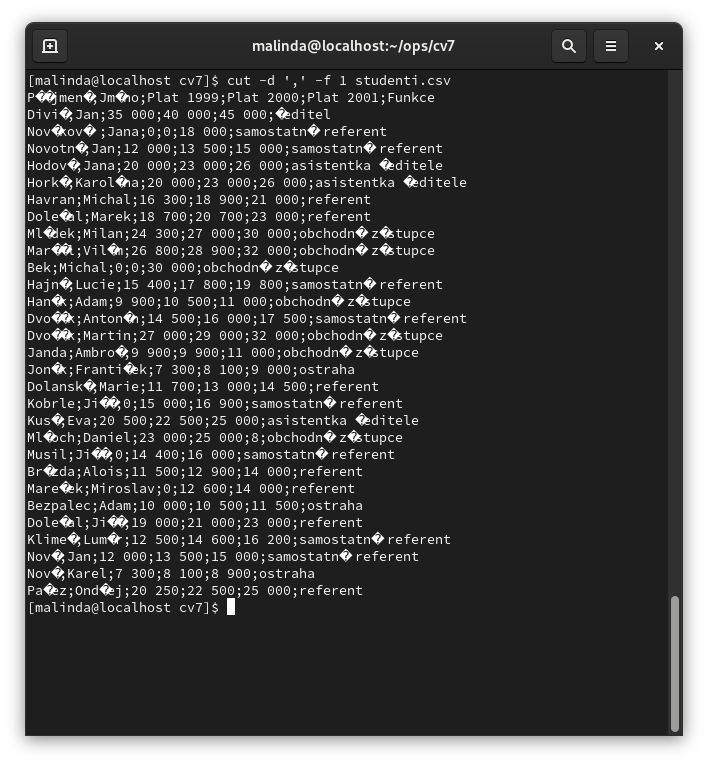 malinda@localhost:~/ops/cv7
[malinda@localhost cv7]$ cut -d ',' -f 1 studenti.csv
P��jmen�;Jm�no;Plat 1999;Plat 2000;Plat 2001;Funkce
Divi�;Jan;35 000;40 000;45 000;�editel
Nov�kov�;Jana;0;0;18 000;samostatn� referent
Novotn�;Jan;12 000;13 500;15 000;samostatn� referent
Hodov�;Jana;20 000;23 000;26 000;asistentka �editele
Hork�;Karol�na;20 000;23 000;26 000;asistentka �editele
Havran;Michal;16 300;18 900;21 000;referent
Dole�al;Marek;18 700;20 700;23 000;referent
Ml�dek;Milan;24 300;27 000;30 000;obchodn� z�stupce
Mar��l;Vil�m;26 800;28 900;32 000;obchodn� z�stupce
Bek;Michal;0;0;30 000;obchodn� z�stupce
Hajn�;Lucie;15 400;17 800;19 800;samostatn� referent
Han�k;Adam;9 900;10 500;11 000;obchodn� z�stupce
Dvo��k;Anton�n;14 500;16 000;17 500;samostatn� referent
Dvo��k;Martin;27 000;29 000;32 000;obchodn� z�stupce
Janda;Ambro�;9 900;9 900;11 000;obchodn� z�stupce
Jon�k;Franti�ek;7 300;8 100;9 000;ostraha
Dolansk�;Marie;11 700;13 000;14 500;referent
Kobrle;Ji��;0;15 000;16 900;samostatn� referent
Kus�;Eva;20 500;22 500;25 000;asistentka �editele
Ml�och;Daniel;23 000;25 000;8;obchodn� z�stupce
Musil;Ji��;0;14 400;16 000;samostatn� referent
Br�zda;Alois;11 500;12 900;14 000;referent
Mare�ek;Miroslav;0;12 600;14 000;referent
Bezpalec;Adam;10 000;10 500;11 500;ostraha
Dole�al;Ji��;19 000;21 000;23 000;referent
Klime�;Lum�r;12 500;14 600;16 200;samostatn� referent
Nov�;Jan;12 000;13 500;15 000;samostatn� referent
Nov�;Karel;7 300;8 100;8 900;ostraha
Pa�ez;Ond�ej;20 250;22 500;25 000;referent
[malinda@localhost cv7]$